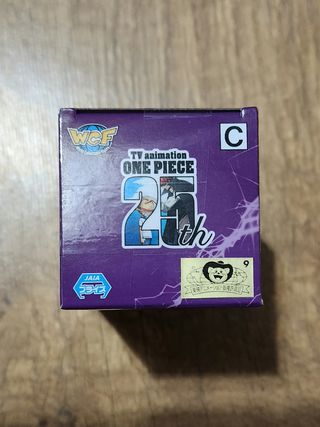 WCF
C
TV animation
ONE PIECE
25th
JAIA
9